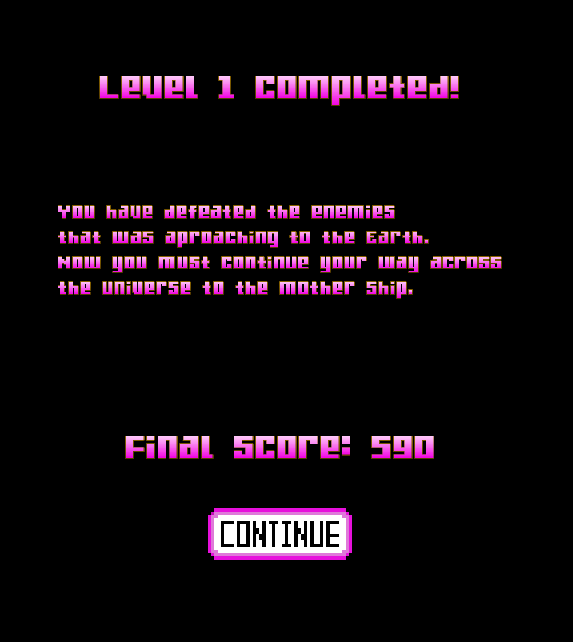 Level 1 Completed!
You have defeated the enemies
that was aproaching to the Earth.
Now you must continue your way across
the Universe to the Mother Ship.
Final Score: 590
CONTINUE